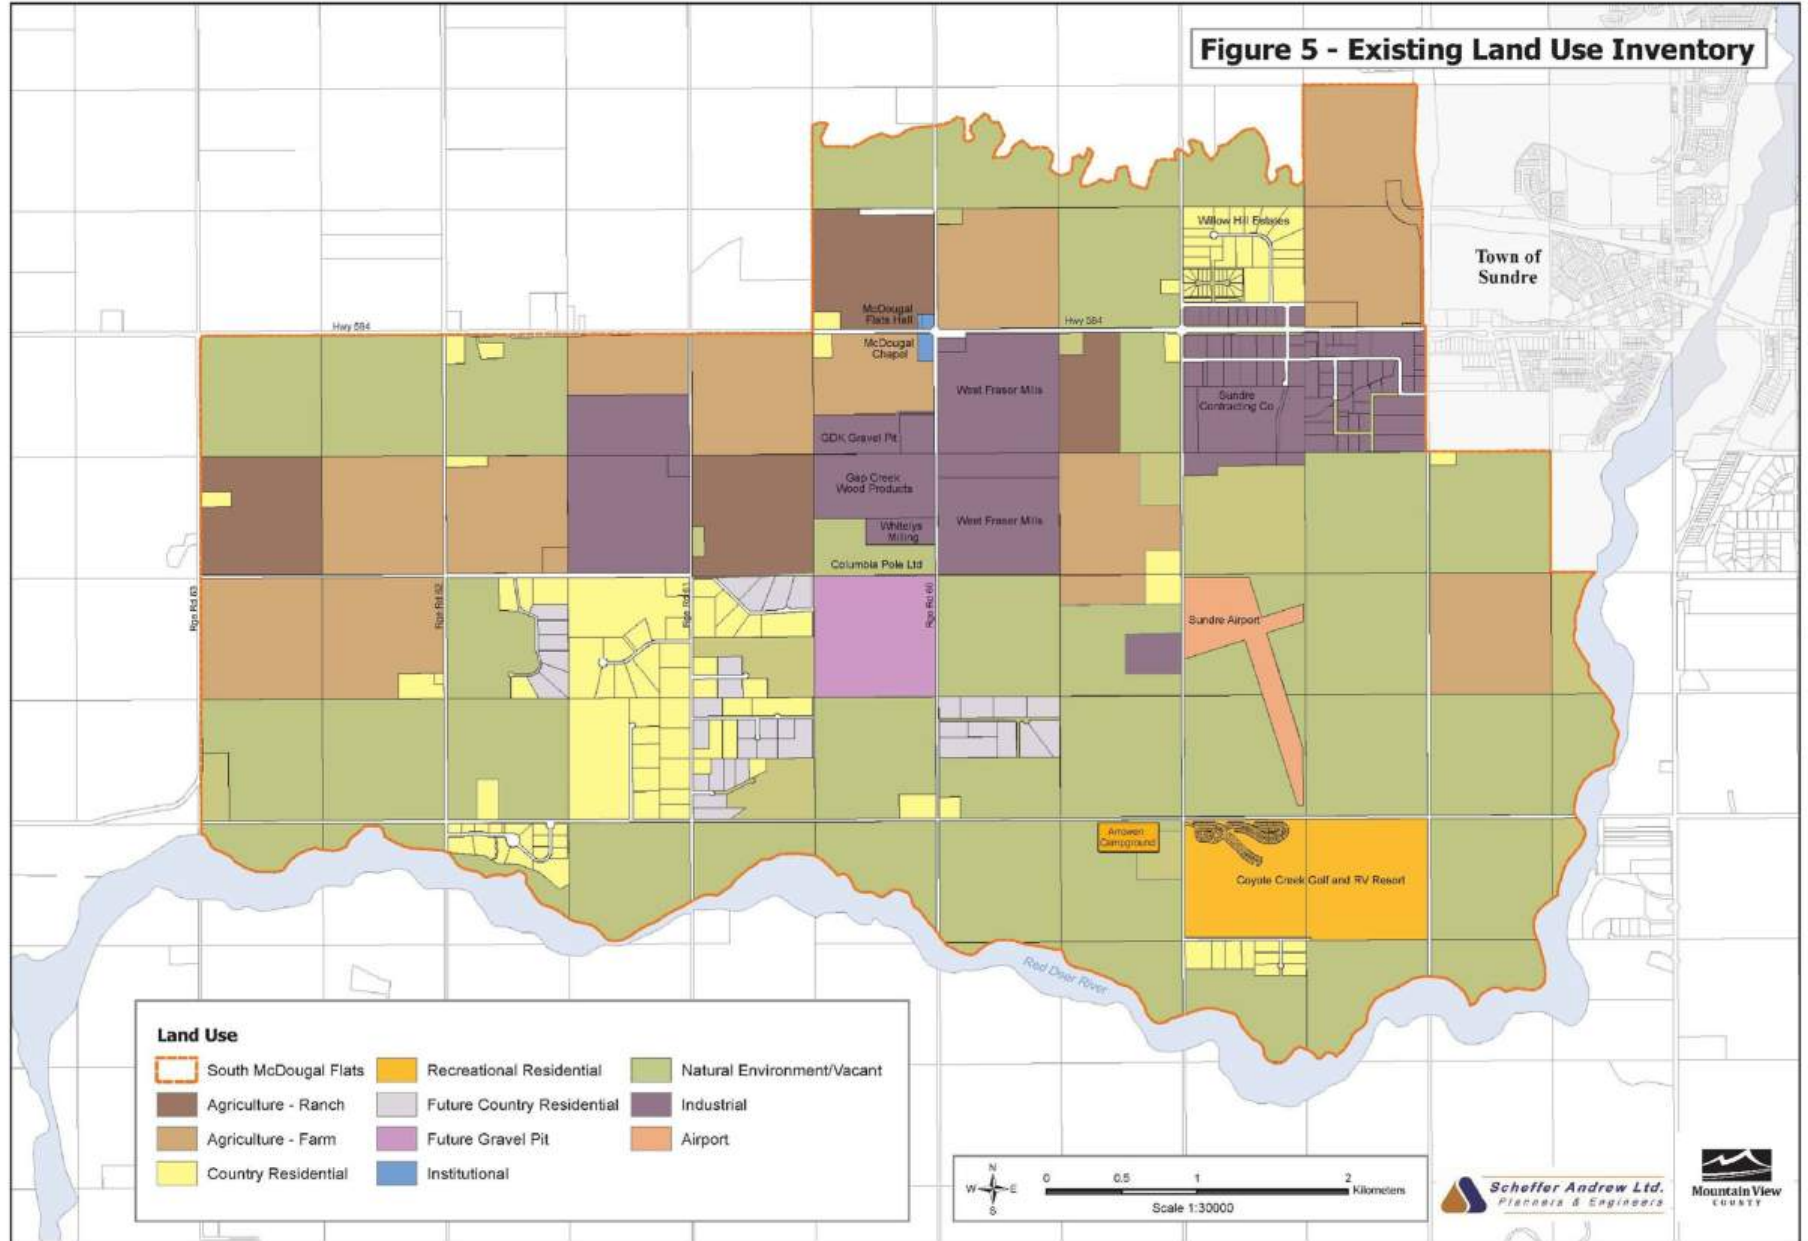 Figure 5 - Existing Land Use Inventory
Willow Hill Estates
Town of
Sundre
McDougal
Flats Hall
Hwy 584
Hwy 584
McDougal
Chapel
West Fraser Mills
Sundre
Contracting Co
GDK Gravel Pit
Gap Creek
Wood Products
West Fraser Mills
Whitelys
Milling
Columbia Pole Ltd
Rge Rd 63
Rge Rd 62
Rge Rd 61
Rge Rd 60
Sundre Airport
Arrowen
Campground
Coyote Creek Golf and RV Resort
Red Deer River
Land Use
South McDougal Flats
Recreational Residential
Natural Environment/Vacant
Agriculture - Ranch
Future Country Residential
Industrial
Agriculture - Farm
Future Gravel Pit
Airport
Country Residential
Institutional
N
W
E
S
0 0.5 1 2
Kilometers
Scale 1:30000
Scheffer Andrew Ltd.
Planners & Engineers
Mountain View
COUNTY